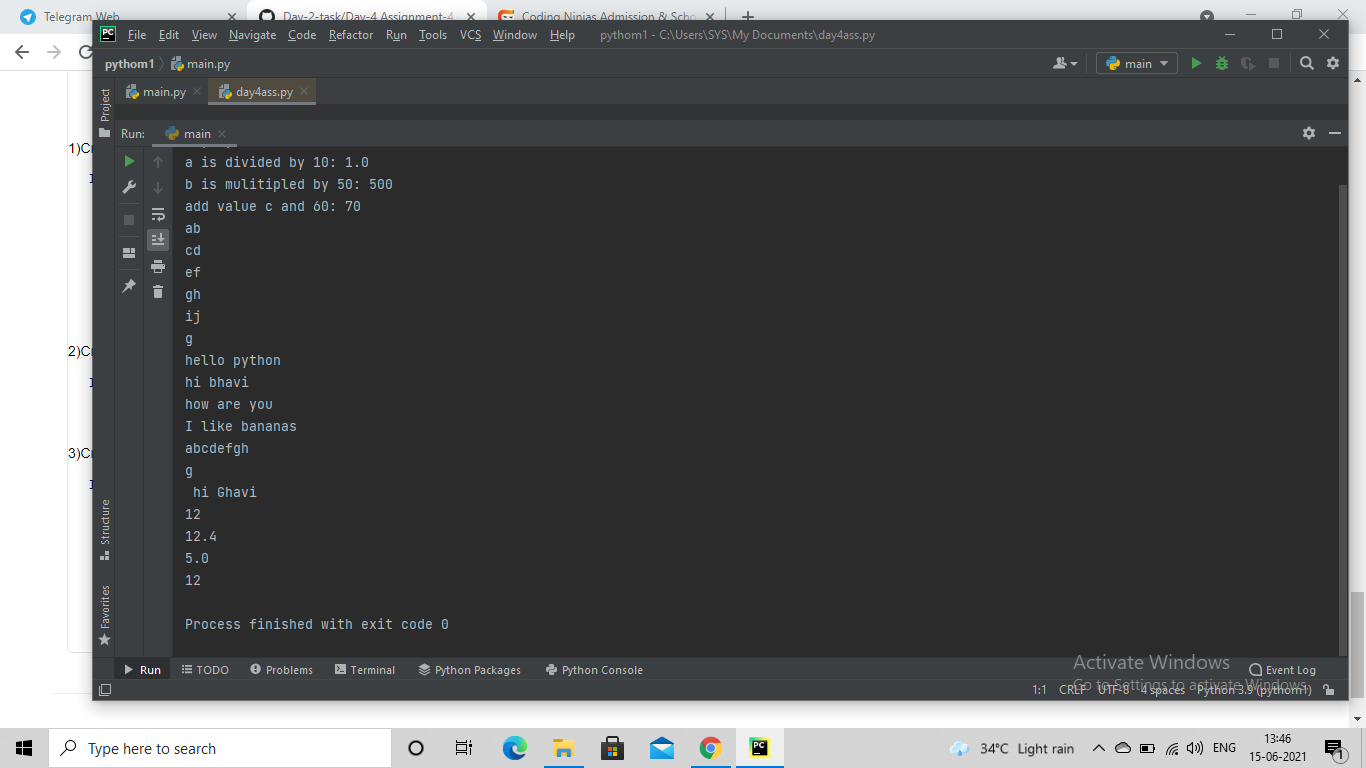 Telegram Web
Day-2-task/Day-4 Assignment-4
Coding Ninjas Admission & Scho
PC File Edit View Navigate Code Refactor Run Tools VCS Window Help pythom1 - C:\Users\SYS\My Documents\day4ass.py
pythom1 main.py
main
Project
main.py
day4ass.py
Run: main
a is divided by 10: 1.0
b is mulitipled by 50: 500
add value c and 60: 70
ab
cd
ef
gh
ij
g
hello python
hi bhavi
how are you
I like bananas
abcdefgh
g
hi Ghavi
12
12.4
5.0
12
Process finished with exit code 0
1)Cr
2)Cr
3)Cr
Structure
Favorites
Run TODO Problems Terminal Python Packages Python Console
Event Log
Activate Windows
Go to Settings to activate Windows.
1:1 CRLF UTF-8 4 spaces Python 3.9 (pythom1)
Type here to search
PC
34°C Light rain
ENG
13:46
15-06-2021
1